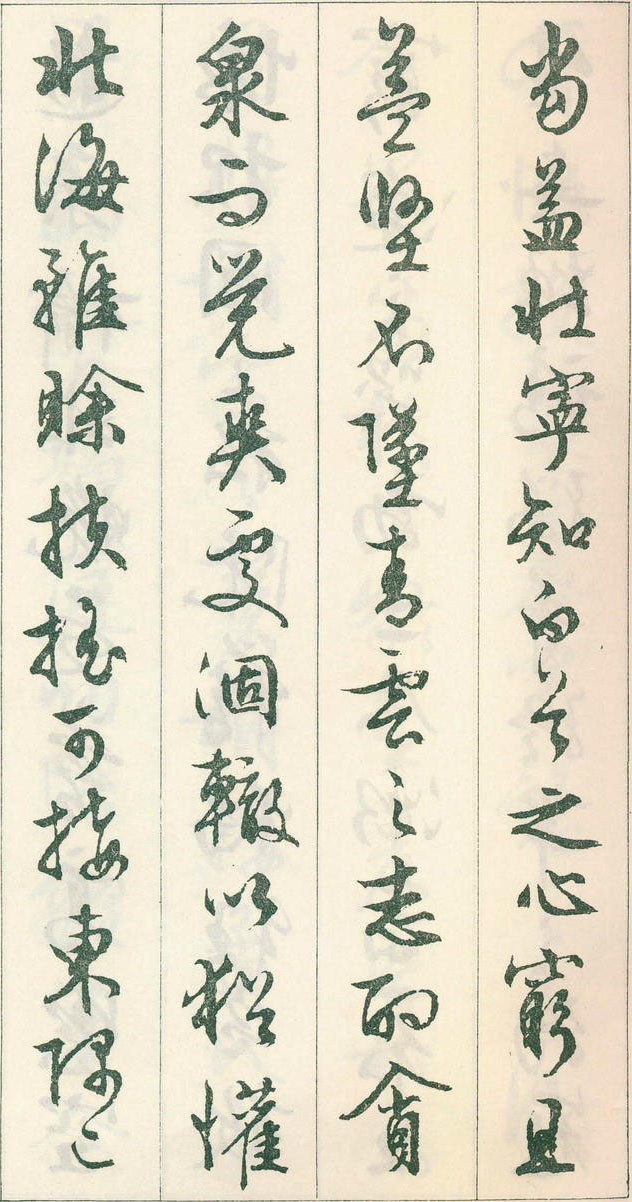 當益壯寧知白首之心窮且
益堅不墜青雲之志酌貪
泉而覺爽處涸轍以猶懽
北海雖賒扶搖可接東隅已